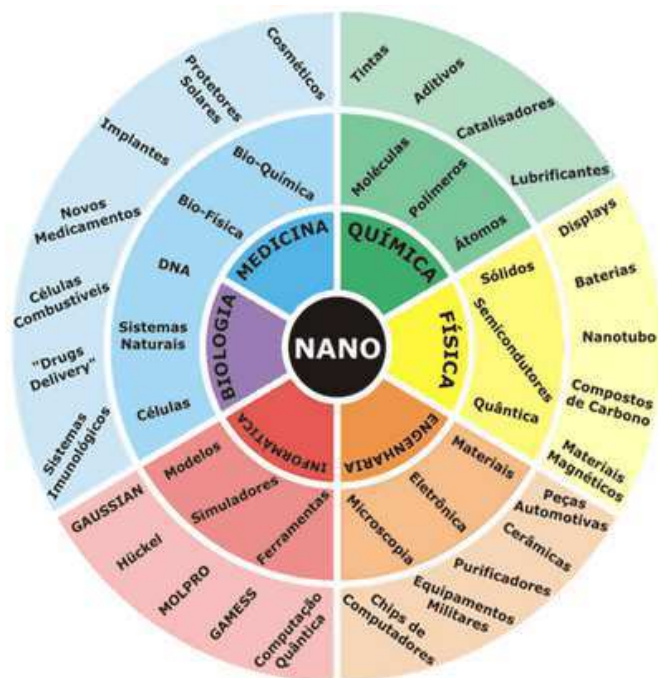 NANO
MEDICINA
QUÍMICA
FÍSICA
ENGENHARIA
INFORMÁTICA
BIOLOGIA
Bio-Química
Bio-Física
DNA
Sistemas
Naturais
Células
Moléculas
Polímeros
Átomos
Sólidos
Semicondutores
Quântica
Materiais
Eletrônica
Microscopia
Ferramentas
Simuladores
Modelos
Cosméticos
Protetores
Solares
Implantes
Novos
Medicamentos
Células
Combustíveis
"Drugs
Delivery"
Sistemas
Imunológicos
Tintas
Aditivos
Catalisadores
Lubrificantes
Displays
Baterias
Nanotubo
Compostos
de Carbono
Materiais
Magnéticos
Peças
Automotivas
Cerâmicas
Purificadores
Equipamentos
Militares
Chips de
Computadores
Computação
Quântica
GAMESS
MOLPRO
Hückel
GAUSSIAN